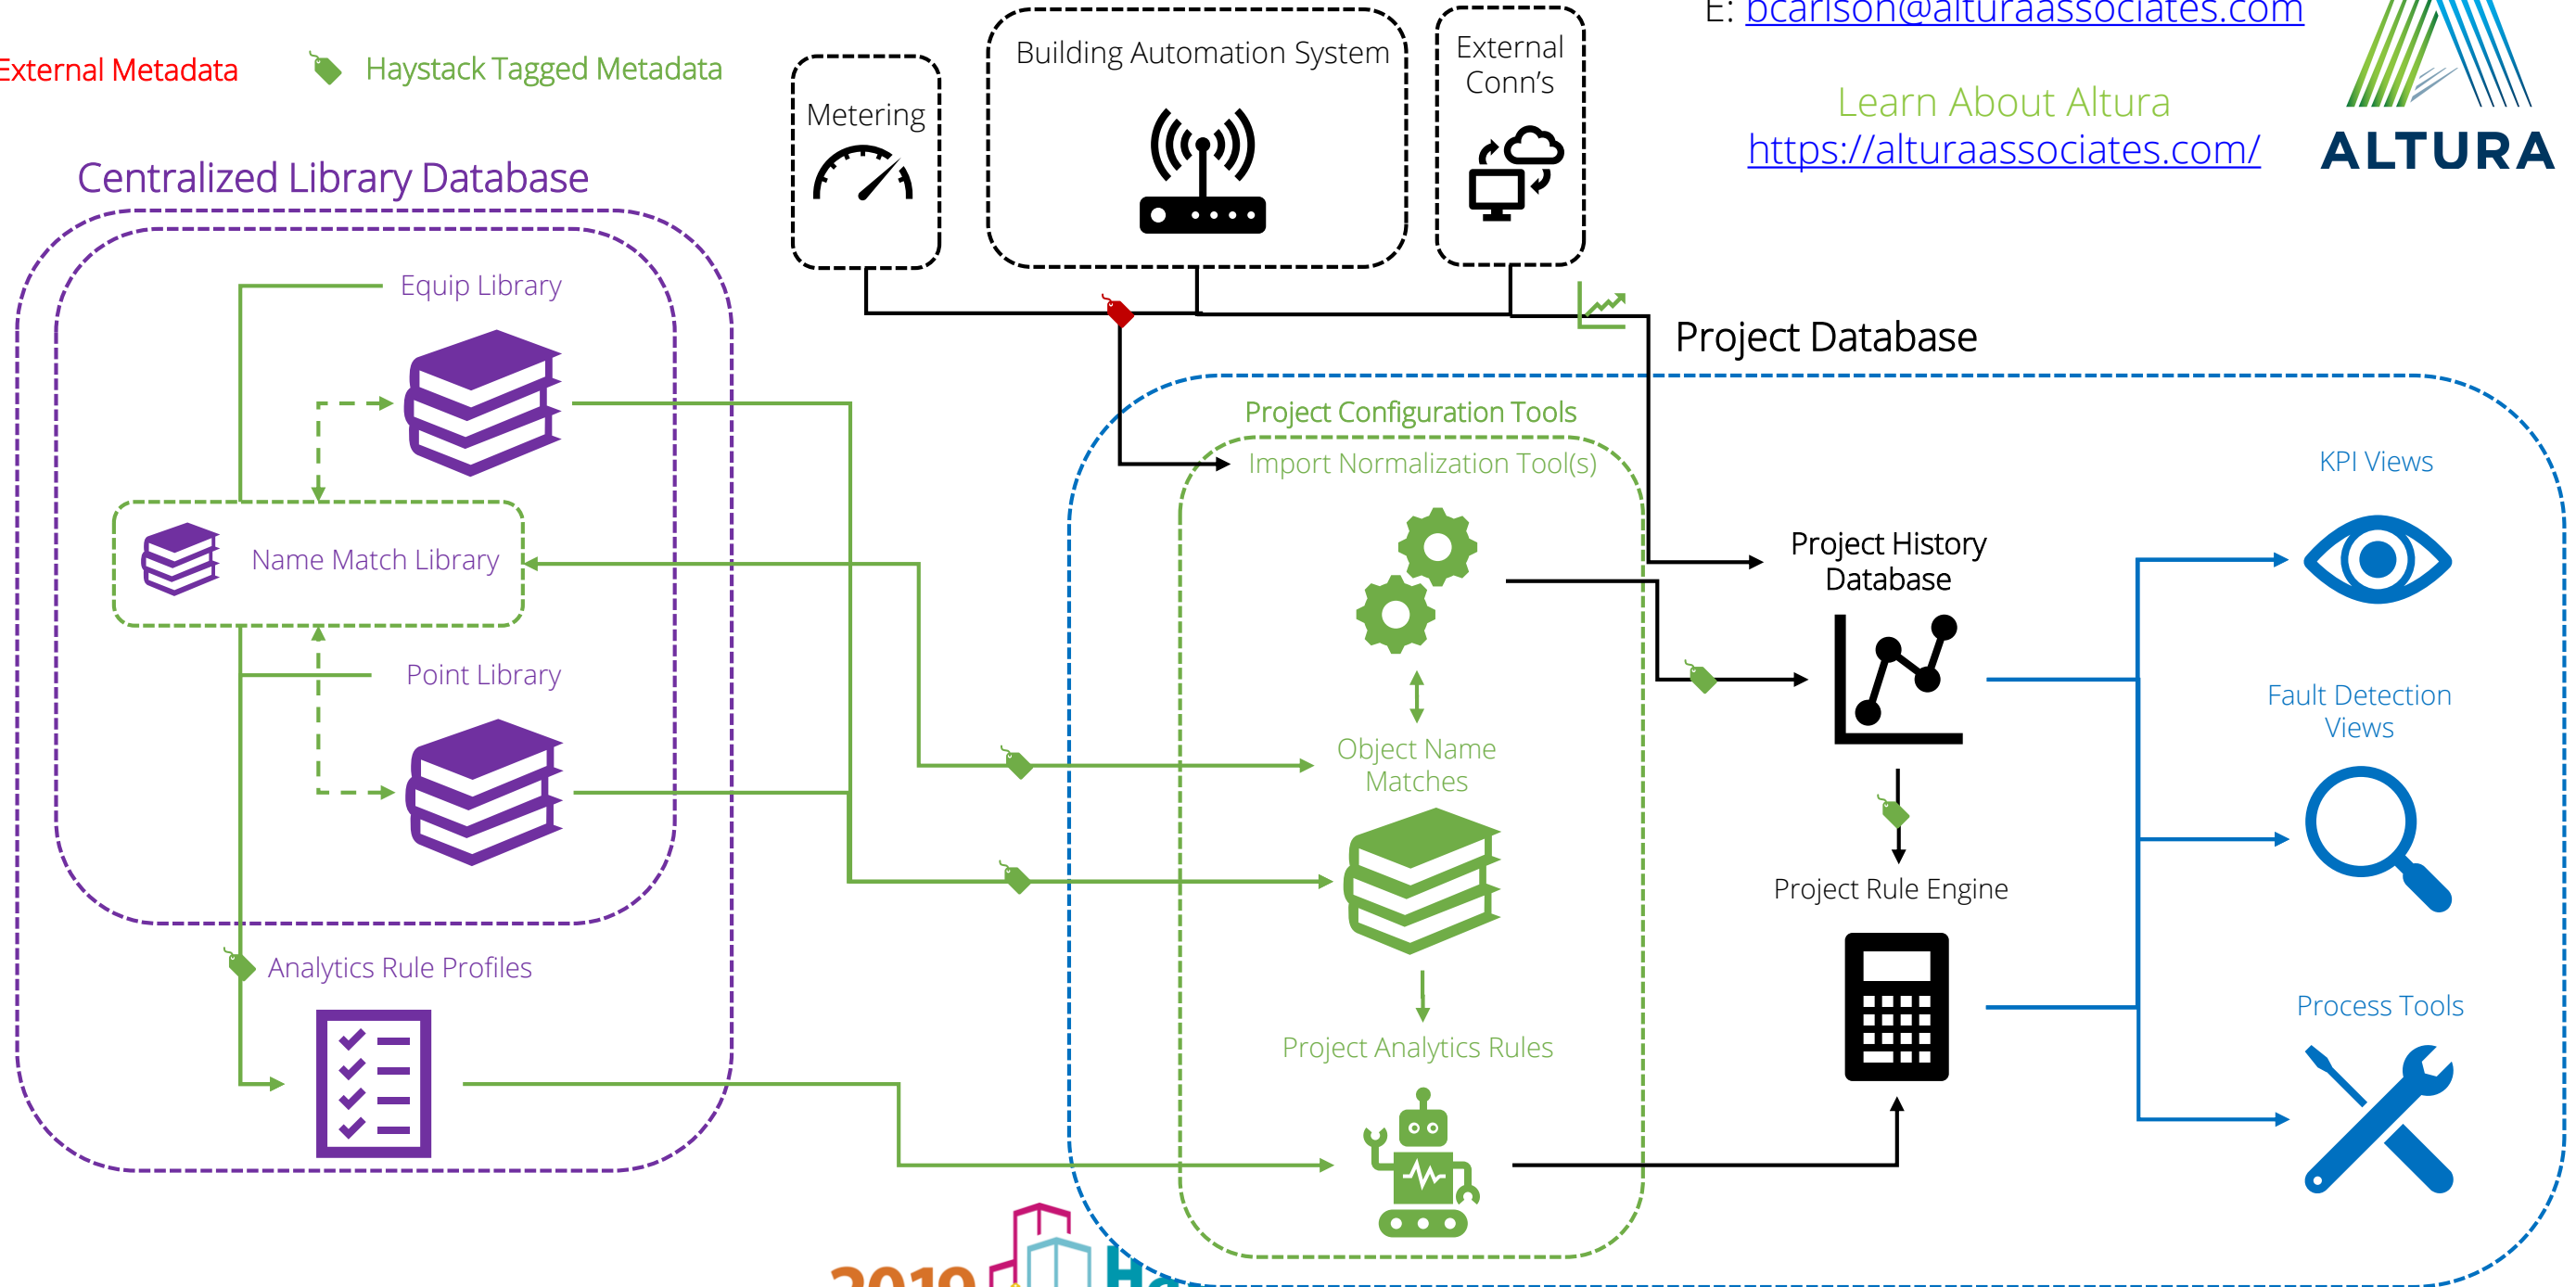 E: bcarlson@alturaassociates.com
Learn About Altura
https://alturaassociates.com/
ALTURA
External Metadata
Haystack Tagged Metadata
Metering
Building Automation System
External
Conn's
Centralized Library Database
Equip Library
Name Match Library
Point Library
Analytics Rule Profiles
Project Database
Project Configuration Tools
Import Normalization Tool(s)
Object Name
Matches
Project Analytics Rules
Project History
Database
Project Rule Engine
KPI Views
Fault Detection
Views
Process Tools
2019